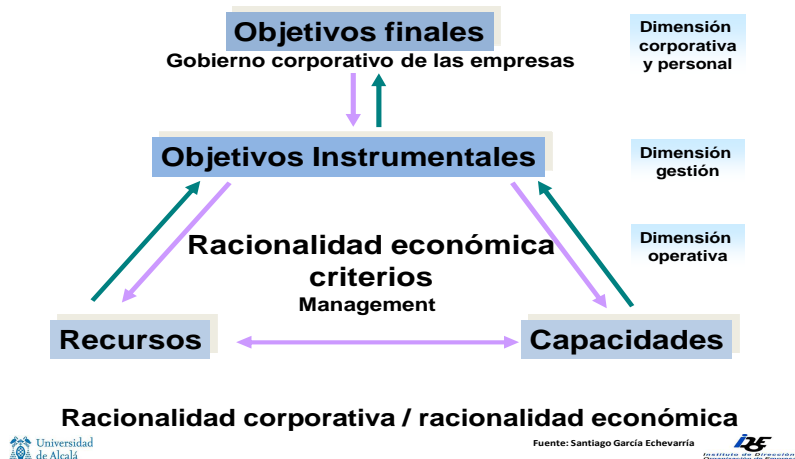 Objetivos finales
Gobierno corporativo de las empresas
Dimensión
corporativa
y personal
Objetivos Instrumentales
Dimensión
gestión
Dimensión
operativa
Racionalidad económica
criterios
Management
Recursos
Capacidades
Racionalidad corporativa / racionalidad económica
Universidad
de Alcalá
Fuente: Santiago García Echevarría
Instituto de Dirección